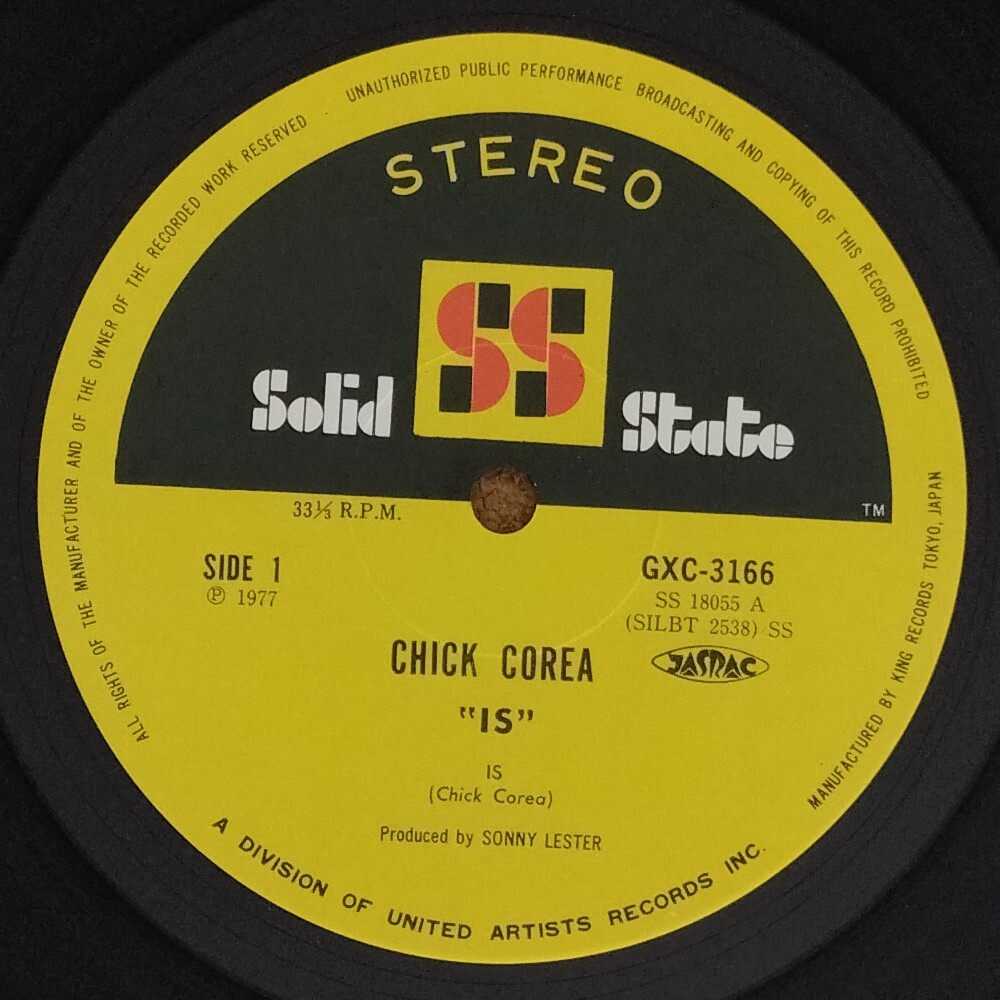 ALL RIGHTS OF THE MANUFACTURER AND OF THE OWNER OF THE RECORDED WORK RESERVED
UNAUTHORIZED PUBLIC PERFORMANCE BROADCASTING AND COPYING OF THIS RECORD PROHIBITED
STEREO
SS
Solid State
TM
33⅓ R.P.M.
SIDE 1
℗ 1977
GXC-3166
SS 18055 A
(SILBT 2538) SS
JASRAC
CHICK COREA
"IS"
IS
(Chick Corea)
Produced by SONNY LESTER
MANUFACTURED BY KING RECORDS TOKYO, JAPAN
A DIVISION OF UNITED ARTISTS RECORDS INC.